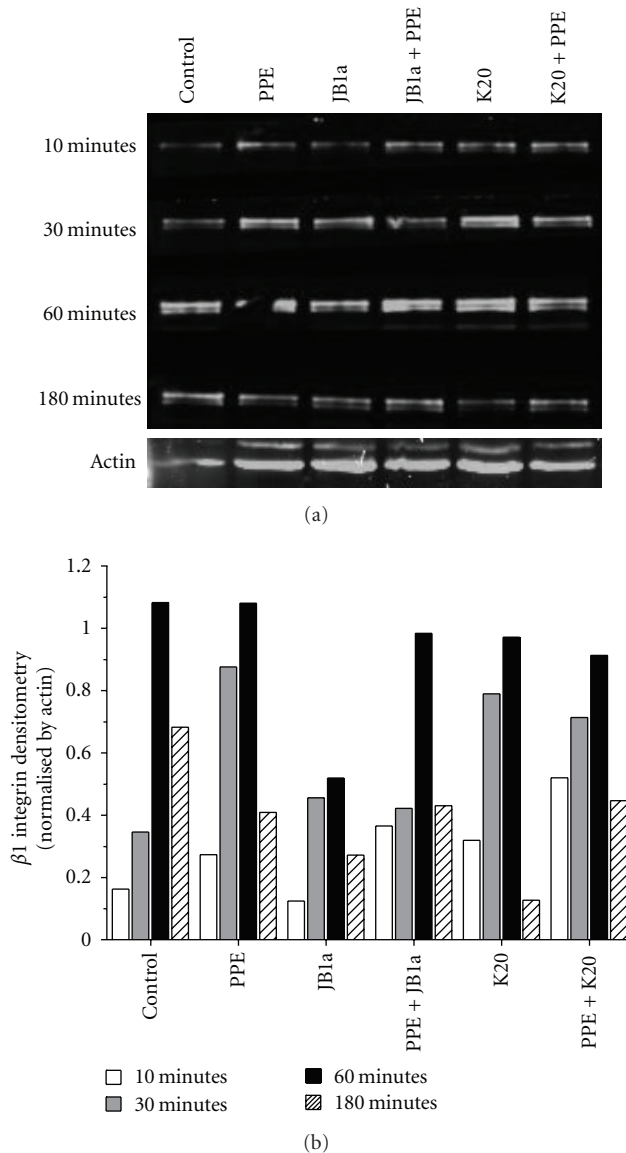 Control
PPE
JB1a
JB1a + PPE
K20
K20 + PPE
10 minutes
30 minutes
60 minutes
180 minutes
Actin
(a)
β1 integrin densitometry
(normalised by actin)
1.2
1
0.8
0.6
0.4
0.2
0
Control
PPE
JB1a
PPE + JB1a
K20
PPE + K20
10 minutes
30 minutes
60 minutes
180 minutes
(b)